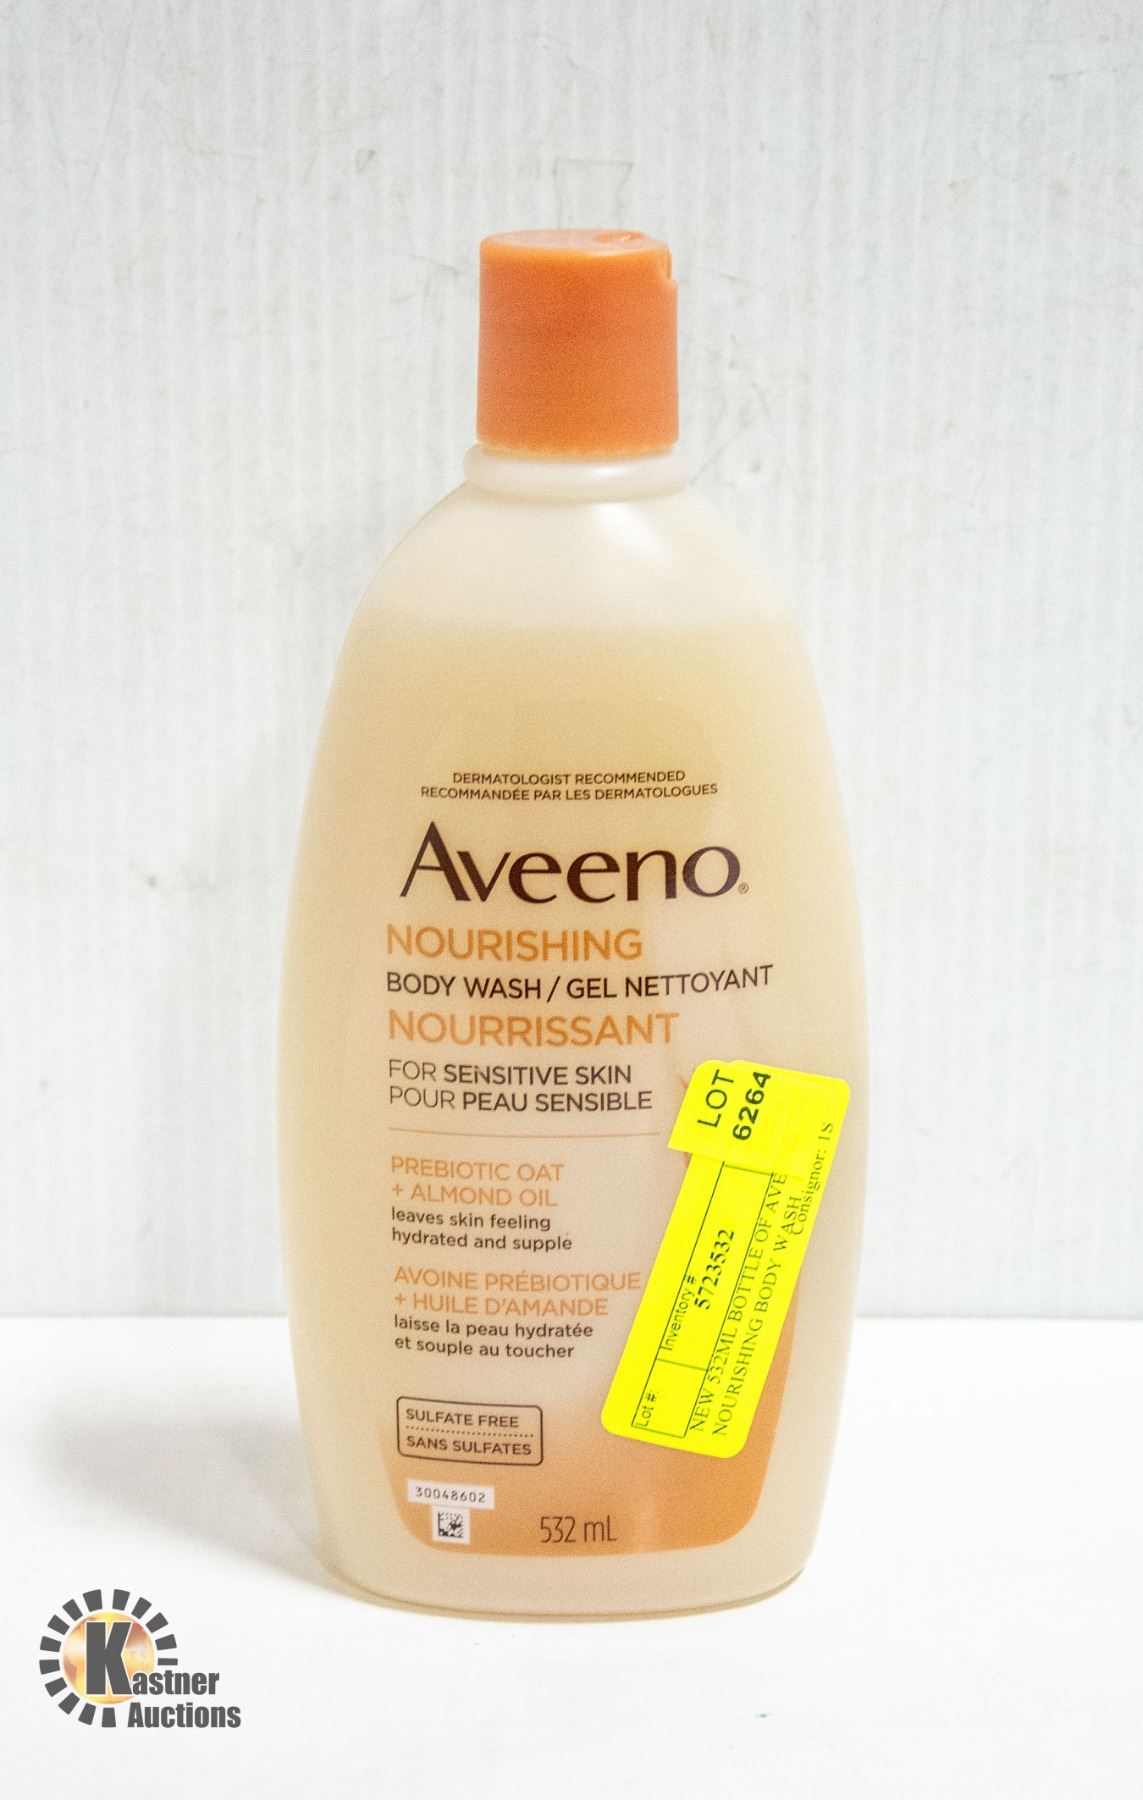 DERMATOLOGIST RECOMMENDED
RECOMMANDÉE PAR LES DERMATOLOGUES
Aveeno®
NOURISHING
BODY WASH / GEL NETTOYANT
NOURRISSANT
FOR SENSITIVE SKIN
POUR PEAU SENSIBLE
PREBIOTIC OAT
+ ALMOND OIL
leaves skin feeling
hydrated and supple
AVOINE PRÉBIOTIQUE
+ HUILE D'AMANDE
laisse la peau hydratée
et souple au toucher
SULFATE FREE
SANS SULFATES
30048602
532 mL
LOT
6264
Lot #:
Inventory #:
5723532
NEW 532ML BOTTLE OF AVE
NOURISHING BODY WASH
Consignor: 1S
Kastner
Auctions